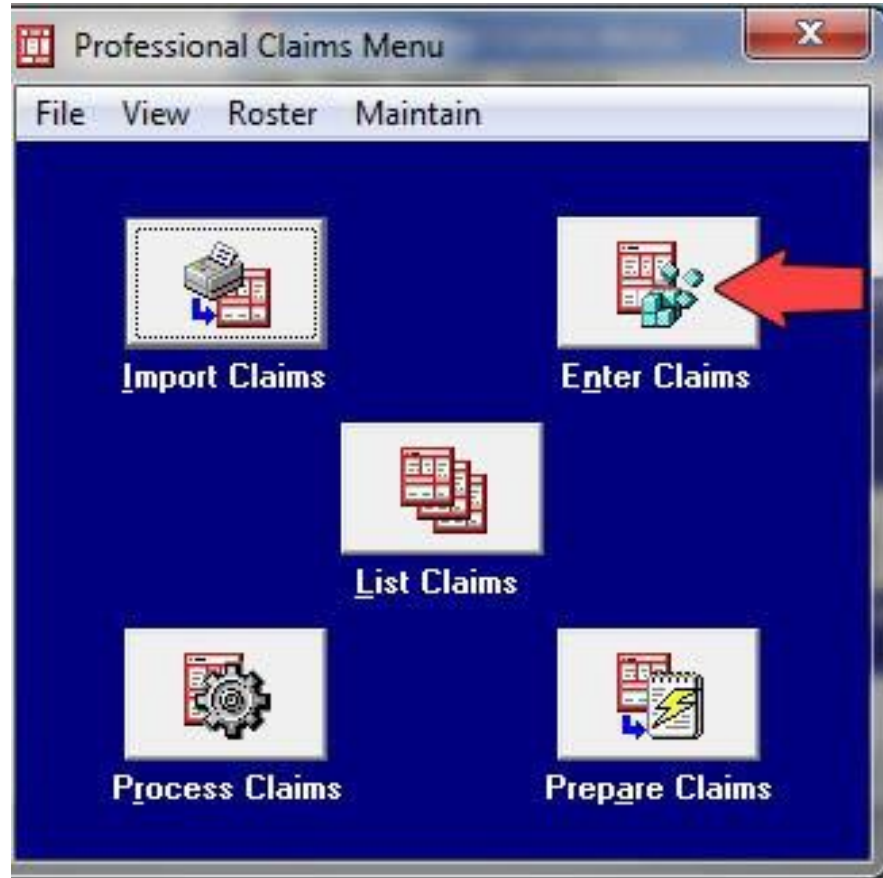 Professional Claims Menu
File View Roster Maintain
Import Claims
Enter Claims
List Claims
Process Claims
Prepare Claims